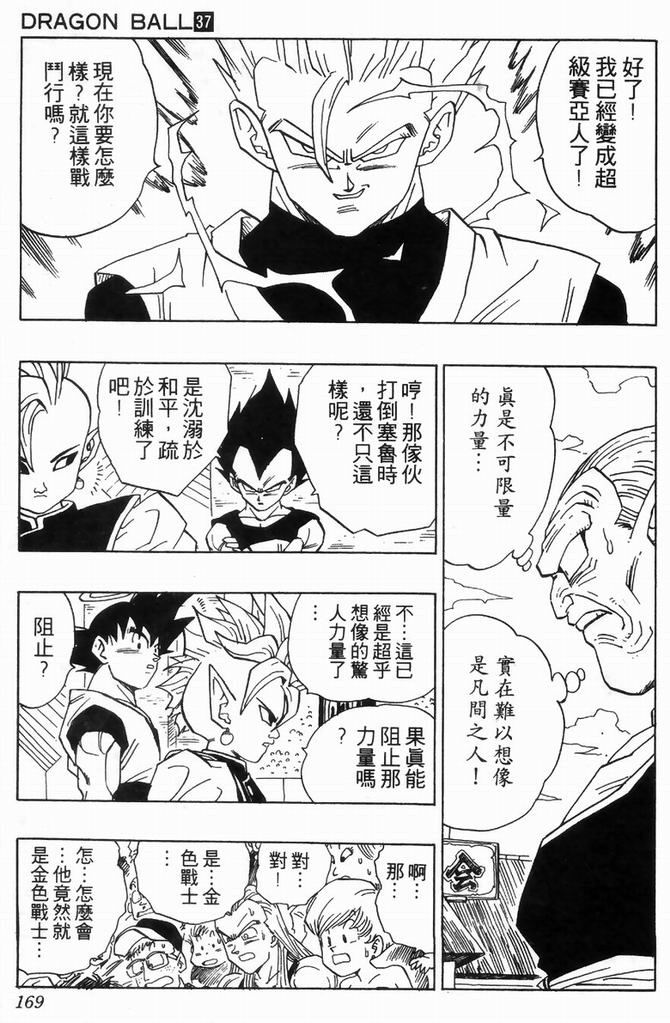 DRAGON BALL 37
好了！
我已經變成超
級賽亞人了！
現在你要怎麼
樣？就這樣戰
鬥行嗎？
眞是不可限量
的力量…
實在難以想像
是凡間之人！
哼！那傢伙
打倒塞魯時
，還不只這
樣呢？
是沈溺於
和平，疏
於訓練了
吧！
不…這已
經是超乎
想像的驚
人力量了
…
果眞能
阻止那
力量嗎
？
阻止？
啊…
那…
對…
對！
是…金
色戰士
怎…怎麼會
…他竟然就
是金色戰士…
会
169